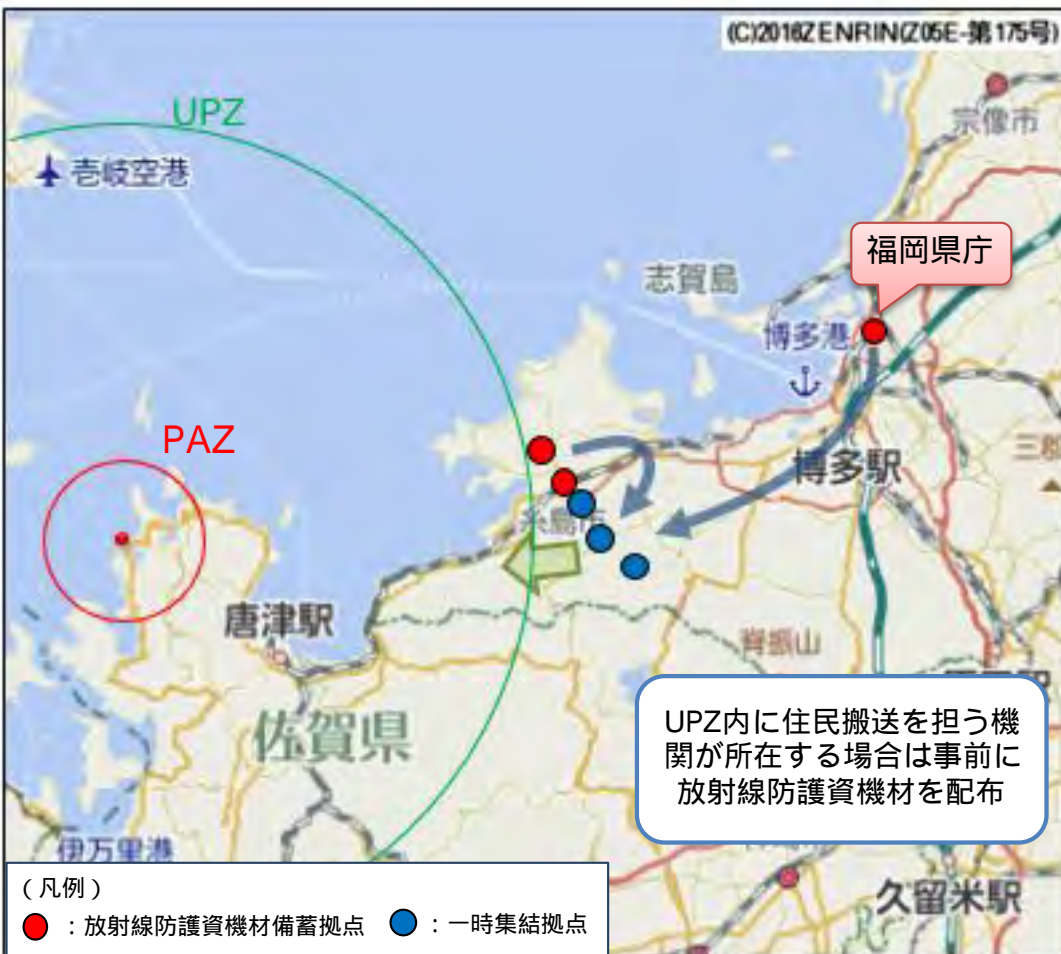 (C)2016ZENRIN(Z05E-第175号)
UPZ
宗像市
壱岐空港
福岡県庁
志賀島
博多港
PAZ
博多駅
唐津駅
脊振山
佐賀県
UPZ内に住民搬送を担う機
関が所在する場合は事前に
放射線防護資機材を配布
伊万里港
久留米駅
(凡例)
:放射線防護資機材備蓄拠点
:一時集結拠点